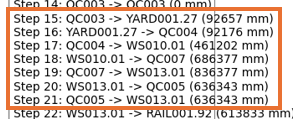 Step 14: QC003 -> QC003 (0 mm)
Step 15: QC003 -> YARD001.27 (92657 mm)
Step 16: YARD001.27 -> QC004 (92176 mm)
Step 17: QC004 -> WS010.01 (461202 mm)
Step 18: WS010.01 -> QC007 (686377 mm)
Step 19: QC007 -> WS013.01 (836377 mm)
Step 20: WS013.01 -> QC005 (636343 mm)
Step 21: QC005 -> WS013.01 (636343 mm)
Step 22: WS013.01 -> RAIL001.92 (613833 mm)